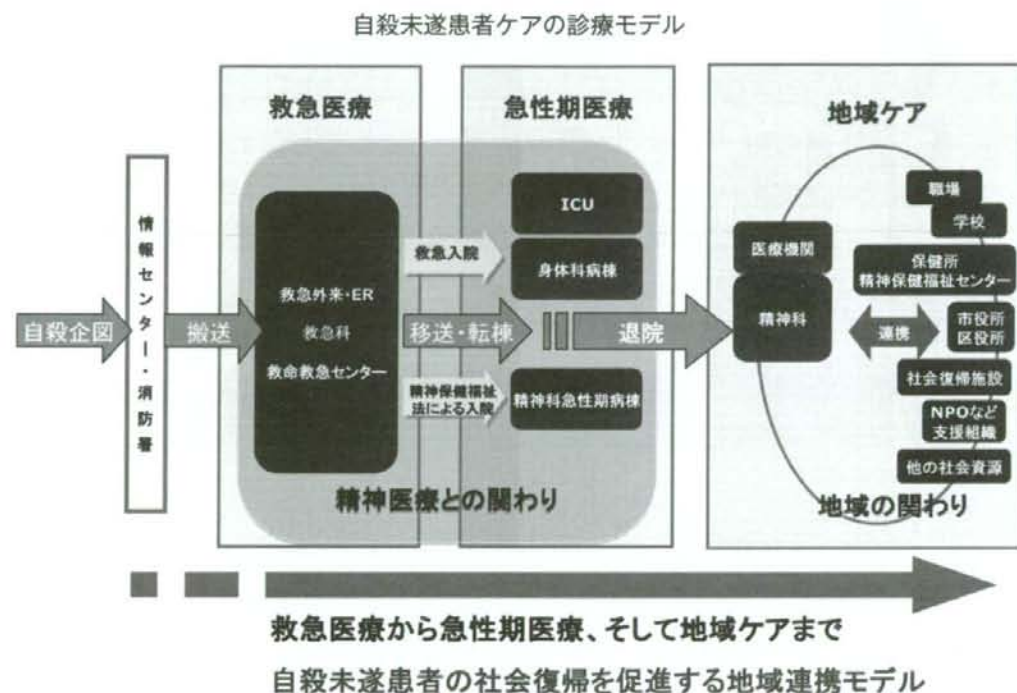 自殺未遂患者ケアの診療モデル
救急医療
急性期医療
地域ケア
情報センター・消防署
自殺企図
搬送
救急外来・ER
救急科
救命救急センター
救急入院
移送・転棟
精神保健福祉
法による入院
ICU
身体科病棟
精神科急性期病棟
退院
精神医療との関わり
医療機関
精神科
連携
職場
学校
保健所
精神保健福祉センター
市役所
区役所
社会復帰施設
NPOなど
支援組織
他の社会資源
地域の関わり
救急医療から急性期医療、そして地域ケアまで
自殺未遂患者の社会復帰を促進する地域連携モデル